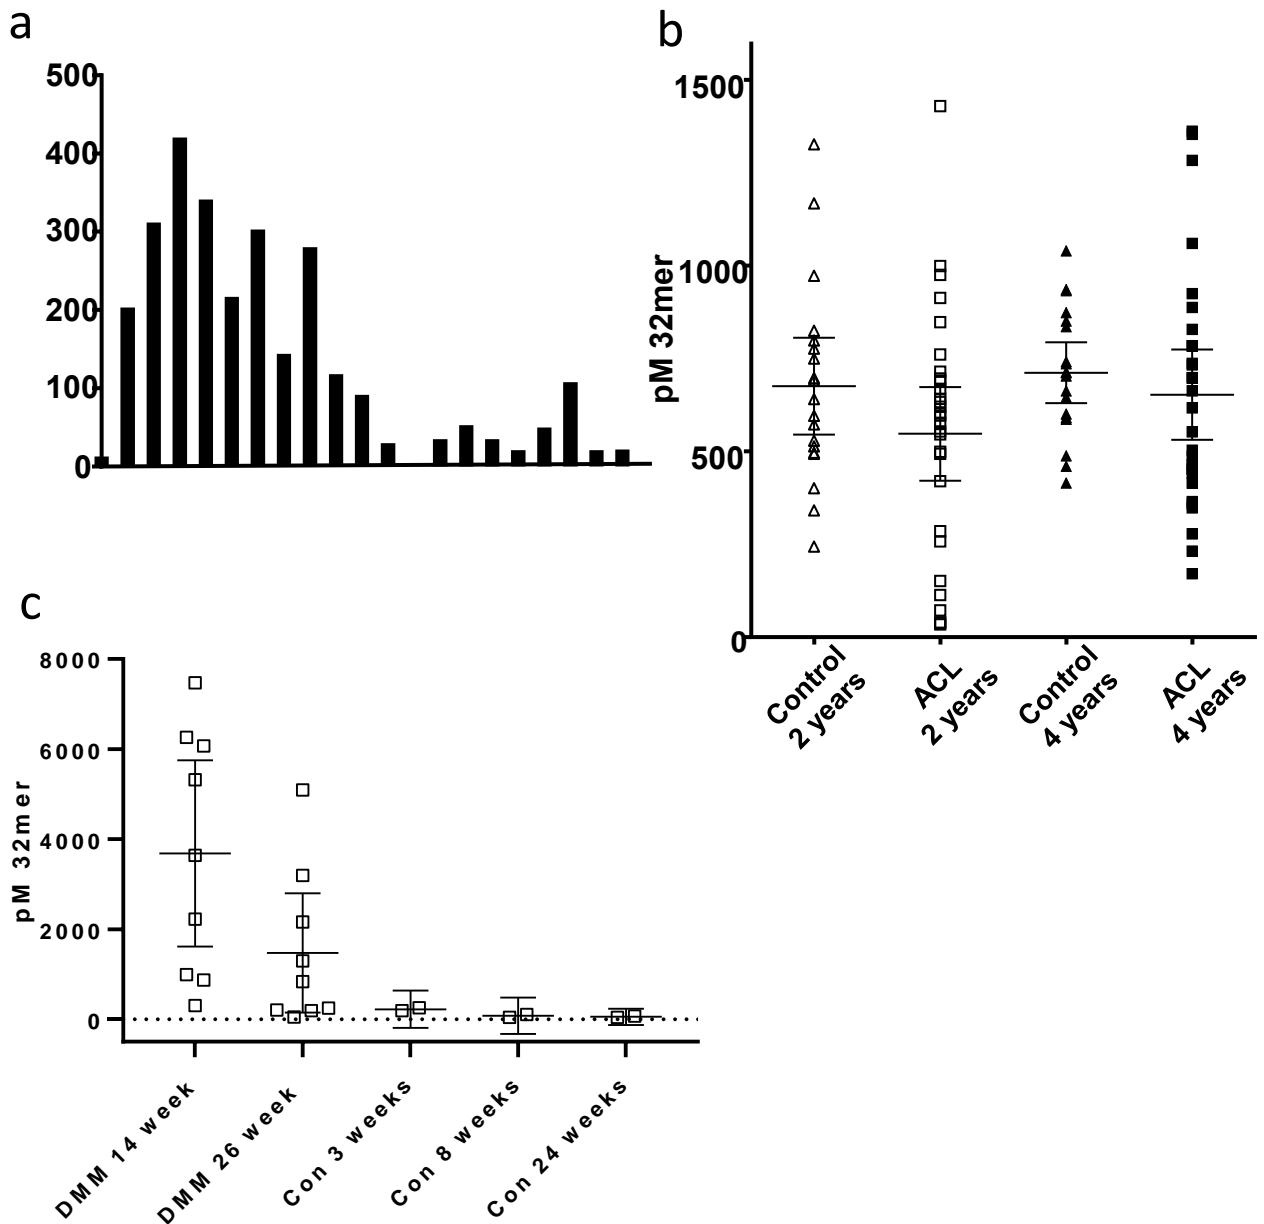 a
500
400
300
200
100
0
b
pM 32mer
1500
1000
500
0
Control
2 years
ACL
2 years
Control
4 years
ACL
4 years
c
pM 32mer
8000
6000
4000
2000
0
DMM 14 week
DMM 26 week
Con 3 weeks
Con 8 weeks
Con 24 weeks